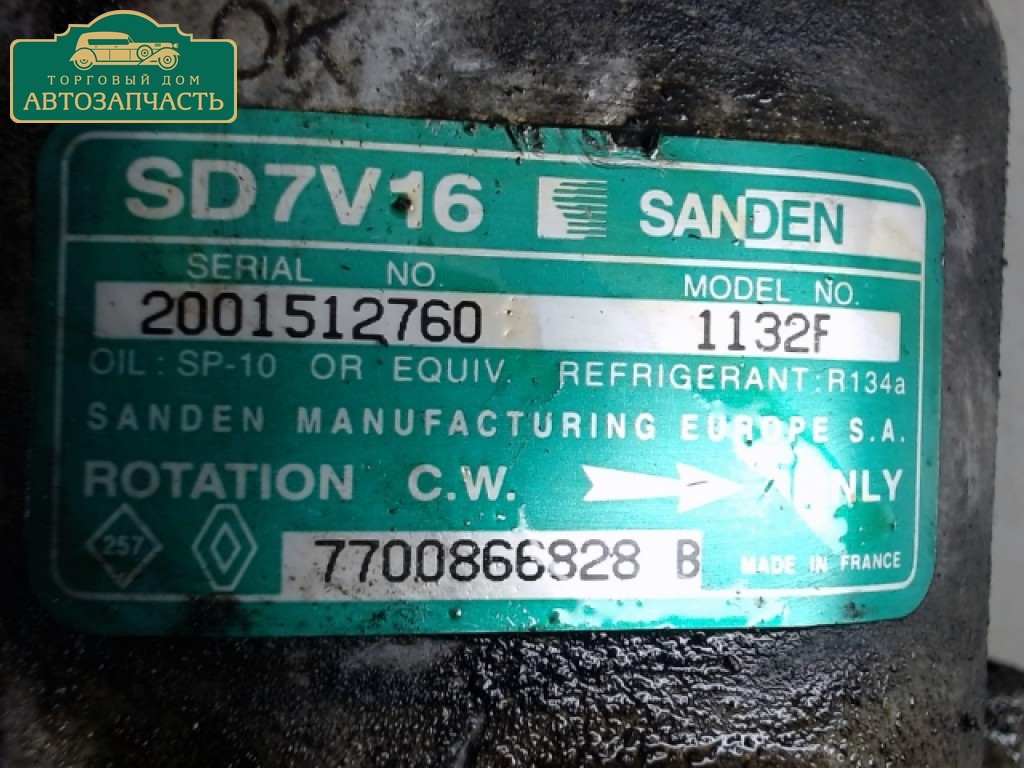 OK
ТОРГОВЫЙ ДОМ
АВТОЗАПЧАСТЬ
SD7V16 SANDEN
SERIAL NO. MODEL NO.
2001512760 1132F
OIL: SP-10 OR EQUIV. REFRIGERANT: R134a
SANDEN MANUFACTURING EUROPE S.A.
ROTATION C.W. ONLY
257
7700866828 B MADE IN FRANCE